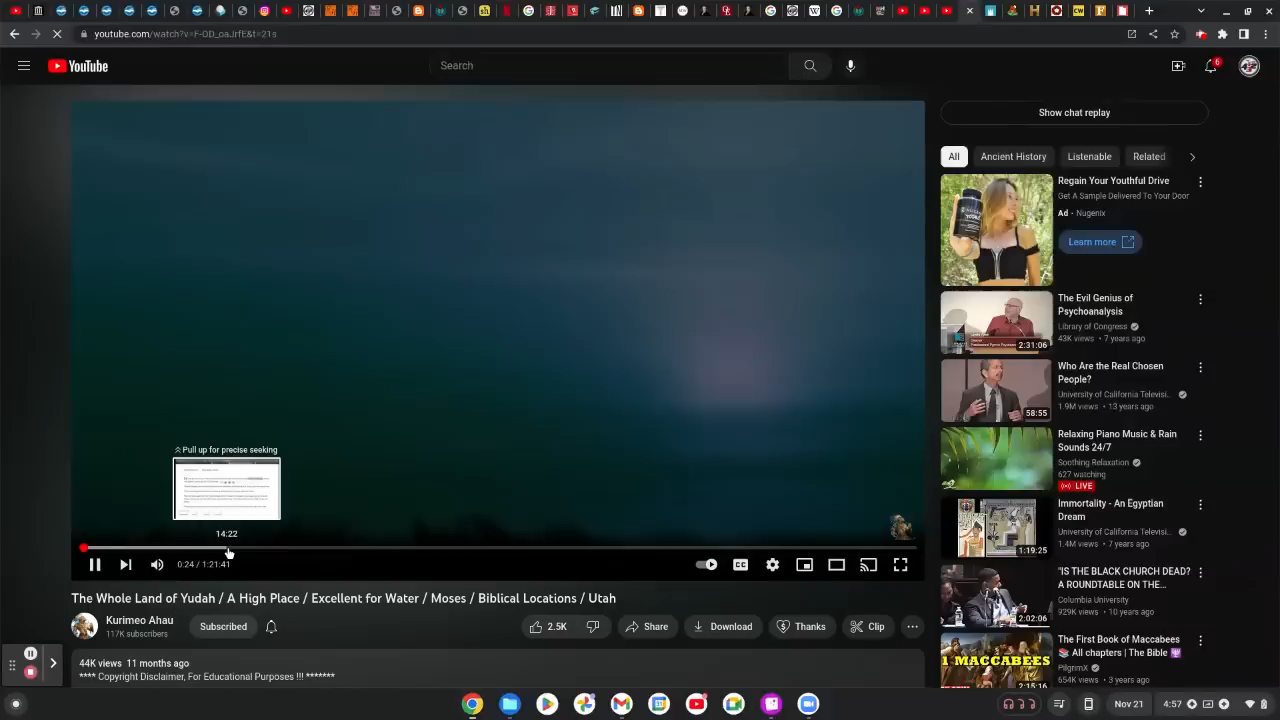 youtube.com/watch?v=F-OD_oaJrfE&t=21s
YouTube
Search
6
Show chat replay
All
Ancient History
Listenable
Related
Regain Your Youthful Drive
Get A Sample Delivered To Your Door
Ad • Nugenix
Learn more
The Evil Genius of
Psychoanalysis
Library of Congress
43K views • 7 years ago
2:31:06
Who Are the Real Chosen
People?
University of California Televisi...
1.9M views • 13 years ago
58:55
Relaxing Piano Music & Rain
Sounds 24/7
Soothing Relaxation
627 watching
LIVE
Immortality - An Egyptian
Dream
University of California Televisi...
1.4M views • 7 years ago
1:19:25
"IS THE BLACK CHURCH DEAD?
A ROUNDTABLE ON THE...
Columbia University
929K views • 10 years ago
2:02:06
The First Book of Maccabees
All chapters | The Bible
PilgrimX
654K views • 3 years ago
1 MACCABEES
2:15:16
Pull up for precise seeking
14:22
0:24 / 1:21:41
The Whole Land of Yudah / A High Place / Excellent for Water / Moses / Biblical Locations / Utah
Kurimeo Ahau
117K subscribers
Subscribed
2.5K
Share
Download
Thanks
Clip
44K views 11 months ago
**** Copyright Disclaimer, For Educational Purposes !!! *******
Nov 21
4:57